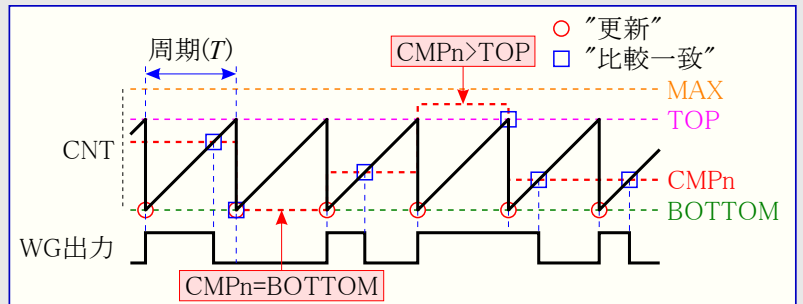 周期(T)
CMPn>TOP
"更新"
"比較一致"
MAX
TOP
CNT
CMPn
BOTTOM
WG出力
CMPn=BOTTOM